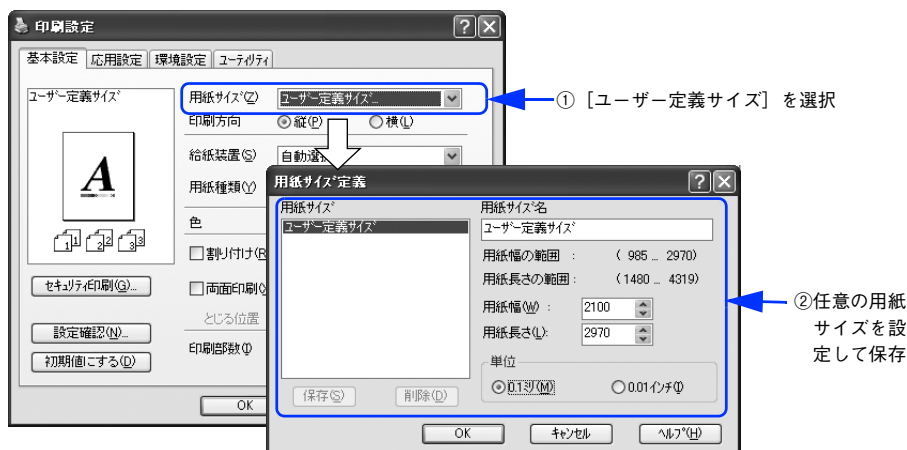 印刷設定
基本設定 応用設定 環境設定 ユーティリティ
ユーザー定義サイズ
A
1 1 2 2 3 3
セキュリティ印刷(G)...
設定確認(N)...
初期値にする(D)
用紙サイズ(Z) ユーザー定義サイズ...
印刷方向 縦(P) 横(L)
給紙装置(S)
用紙種類(Y)
色
割り付け(R
両面印刷(
とじる位置
印刷部数(I)
OK
① [ユーザー定義サイズ] を選択
用紙サイズ定義
用紙サイズ
ユーザー定義サイズ
保存(S) 削除(D)
用紙サイズ名
ユーザー定義サイズ
用紙幅の範囲 : ( 985 ... 2970)
用紙長さの範囲 : (1480 ... 4319)
用紙幅(W) : 2100
用紙長さ(L): 2970
単位
0.1ミリ(M) 0.01インチ(I)
OK キャンセル ヘルプ(H)
②任意の用紙
サイズを設
定して保存